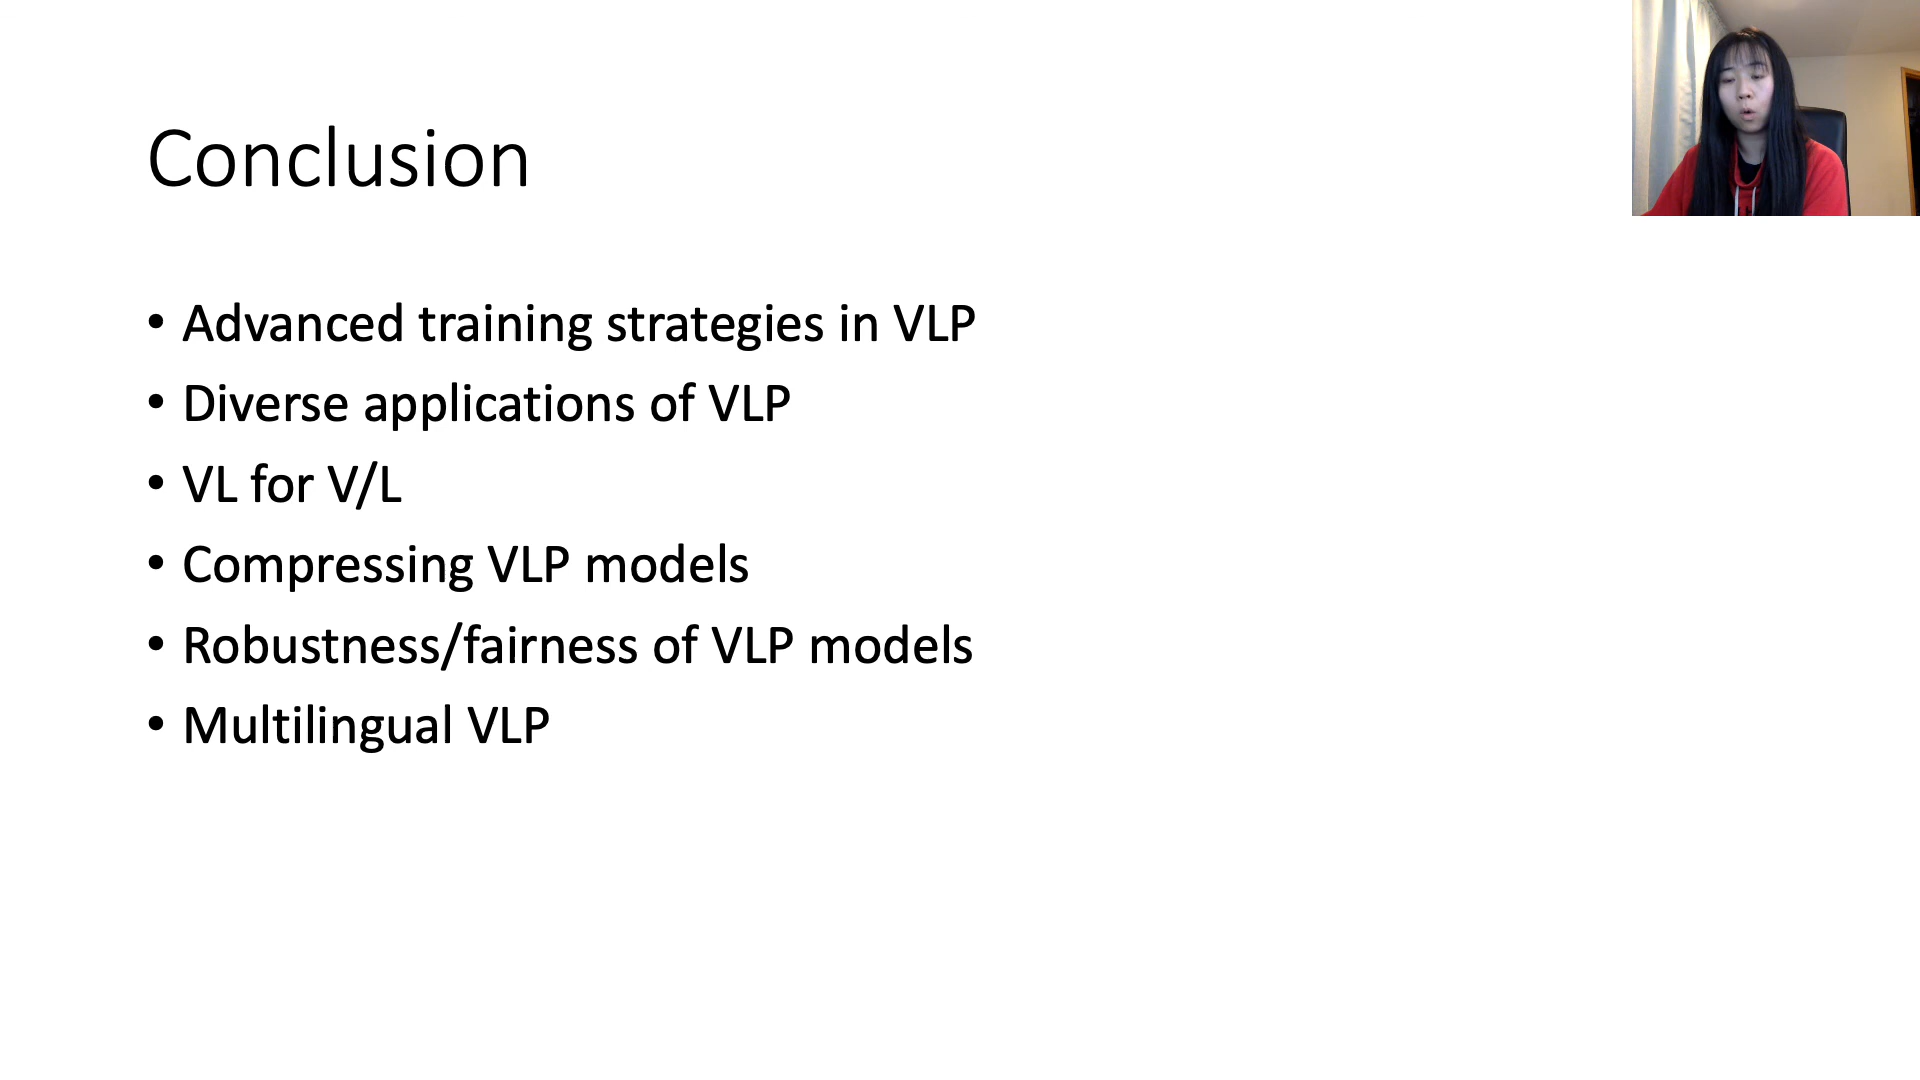 Conclusion
• Advanced training strategies in VLP
• Diverse applications of VLP
• VL for V/L
• Compressing VLP models
• Robustness/fairness of VLP models
• Multilingual VLP